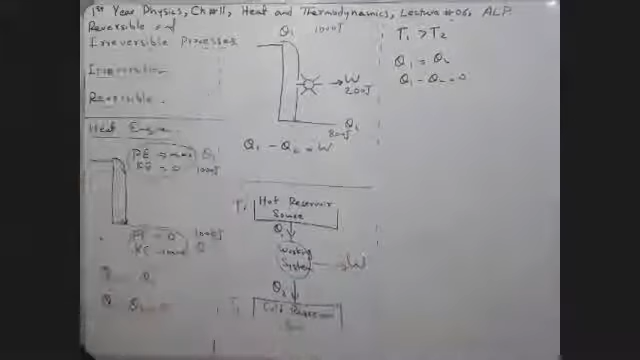 1st Year Physics, Ch#11, Heat and Thermodynamics, Lecture #06, ALP.
Reversible and
Irreversible Processes
Irreversible
Reversible.
Heat Engine
PE → max Q1
KE = 0 1000J
PE = 0 1000J
KE → max Q
Q1 1000J
W
200J
Q2
800J
Q1 - Q2 = W
T1 Hot Reservoir
Source
Q1
Working
System → W
Q2
Cold Reservoir
T1 > T2
Q1 = Q2
Q1 - Q2 = 0